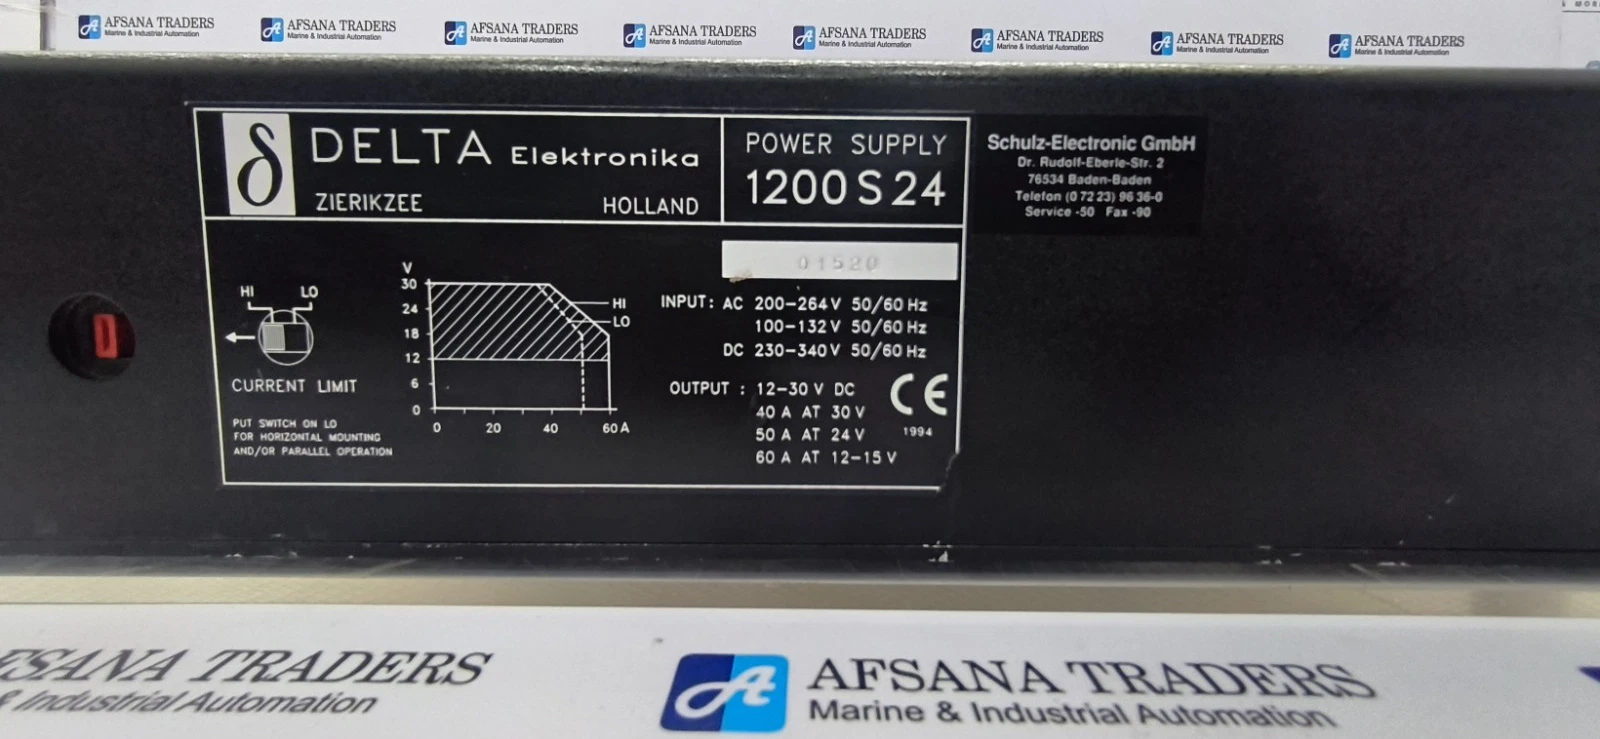 AFSANA TRADERS
Marine & Industrial Automation
AFSANA TRADERS
Marine & Industrial Automation
AFSANA TRADERS
Marine & Industrial Automation
AFSANA TRADERS
Marine & Industrial Automation
AFSANA TRADERS
Marine & Industrial Automation
AFSANA TRADERS
Marine & Industrial Automation
AFSANA TRADERS
Marine & Industrial Automation
AFSANA TRADERS
Marine & Industrial Automation
δ DELTA Elektronika
ZIERIKZEE HOLLAND
POWER SUPPLY
1200 S 24
Schulz-Electronic GmbH
Dr. Rudolf-Eberle-Str. 2
76534 Baden-Baden
Telefon (0 72 23) 96 36-0
Service -50 Fax -90
01520
HI LO
CURRENT LIMIT
PUT SWITCH ON LO
FOR HORIZONTAL MOUNTING
AND/OR PARALLEL OPERATION
V
30
24
18
12
6
0
0 20 40 60 A
HI
LO
INPUT: AC 200-264 V 50/60 Hz
100-132 V 50/60 Hz
DC 230-340 V 50/60 Hz
OUTPUT : 12-30 V DC
40 A AT 30 V
50 A AT 24 V
60 A AT 12-15 V
CE
1994
AFSANA TRADERS
Marine & Industrial Automation